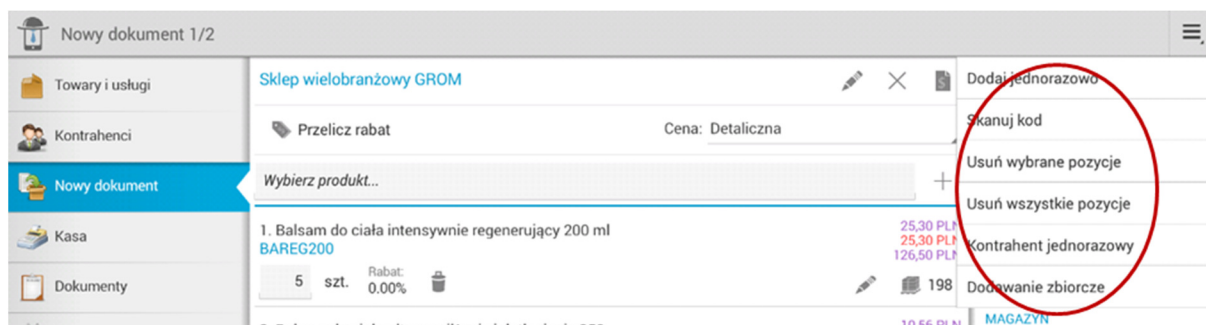 Nowy dokument 1/2
Towary i usługi
Kontrahenci
Nowy dokument
Kasa
Dokumenty
Sklep wielobranżowy GROM
Przelicz rabat
Cena: Detaliczna
Wybierz produkt...
1. Balsam do ciała intensywnie regenerujący 200 ml
BAREG200
25,30 PLN
25,30 PLN
126,50 PLN
5 szt. Rabat: 0.00%
198
Dodaj jednorazowo
Skanuj kod
Usuń wybrane pozycje
Usuń wszystkie pozycje
Kontrahent jednorazowy
Dodawanie zbiorcze
MAGAZYN